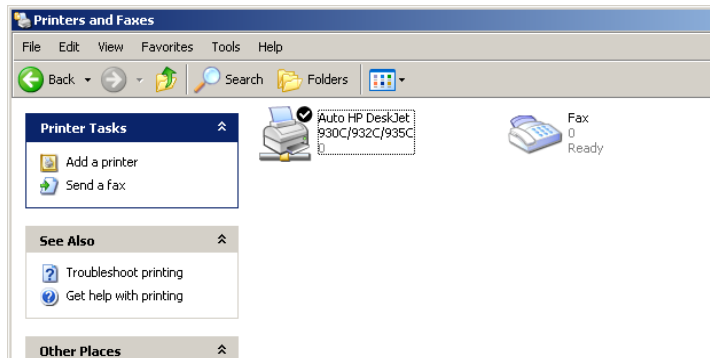 Printers and Faxes
File Edit View Favorites Tools Help
Back Search Folders
Printer Tasks
Add a printer
Send a fax
See Also
Troubleshoot printing
Get help with printing
Other Places
Auto HP DeskJet
930C/932C/935C
0
Fax
0
Ready